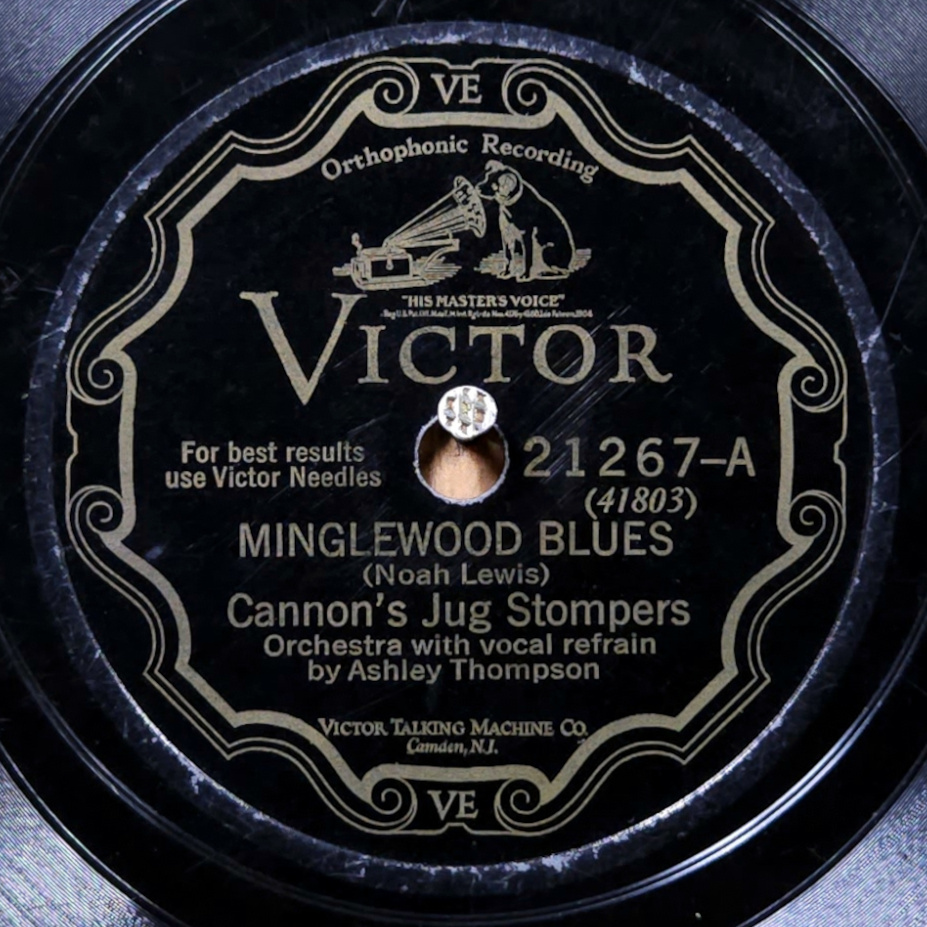 VE
Orthophonic Recording
"HIS MASTER'S VOICE"
VICTOR
For best results
use Victor Needles
21267-A
(41803)
MINGLEWOOD BLUES
(Noah Lewis)
Cannon's Jug Stompers
Orchestra with vocal refrain
by Ashley Thompson
VICTOR TALKING MACHINE CO.
Camden, N.J.
VE